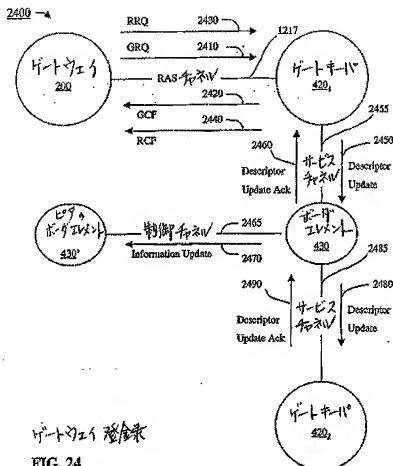 2400
RRQ
2430
GRQ
2410
1217
ゲートウェイ
200
RAS チャネル
ゲートキーパ
420₁
2420
GCF
2440
RCF
2455
2460
2450
サービス
チャネル
Descriptor
Update Ack
Descriptor
Update
ピアの
ボーダ
エレメント
430'
制御チャネル
2465
Information Update
2470
ボーダ
エレメント
430
2485
2490
2480
サービス
チャネル
Descriptor
Update Ack
Descriptor
Update
ゲートキーパ
420₂
ゲートウェイ 登録
FIG. 24